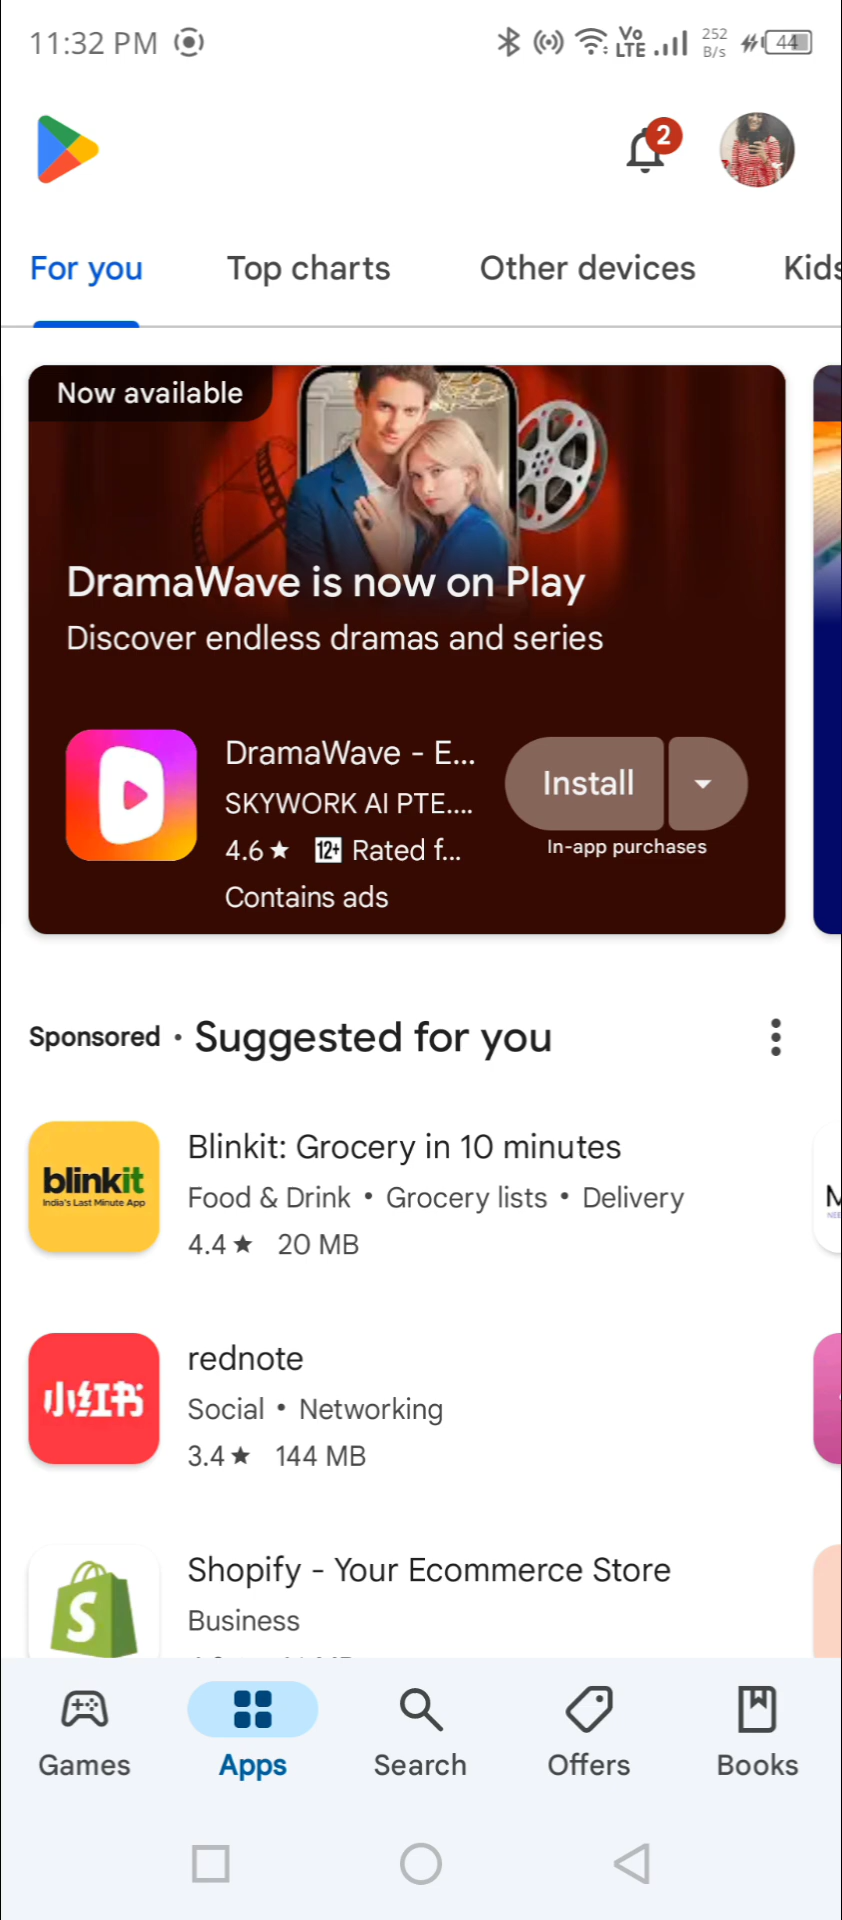 11:32 PM
Vo
LTE
252
B/s
44
2
For you
Top charts
Other devices
Kids
Now available
DramaWave is now on Play
Discover endless dramas and series
DramaWave - E...
SKYWORK AI PTE....
4.6★ 12+ Rated f...
Contains ads
Install
In-app purchases
Sponsored • Suggested for you
blinkit
India's Last Minute App
Blinkit: Grocery in 10 minutes
Food & Drink • Grocery lists • Delivery
4.4★ 20 MB
小红书
rednote
Social • Networking
3.4★ 144 MB
Shopify - Your Ecommerce Store
Business
Games
Apps
Search
Offers
Books